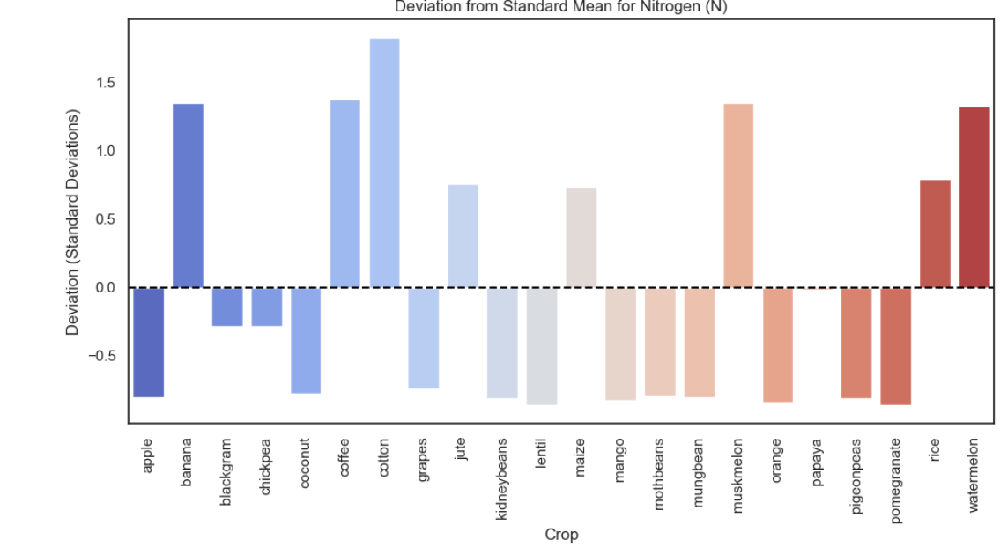 Deviation from Standard Mean for Nitrogen (N)
Deviation (Standard Deviations)
1.5
1.0
0.5
0.0
−0.5
apple
banana
blackgram
chickpea
coconut
coffee
cotton
grapes
jute
kidneybeans
lentil
maize
mango
mothbeans
mungbean
muskmelon
orange
papaya
pigeonpeas
pomegranate
rice
watermelon
Crop